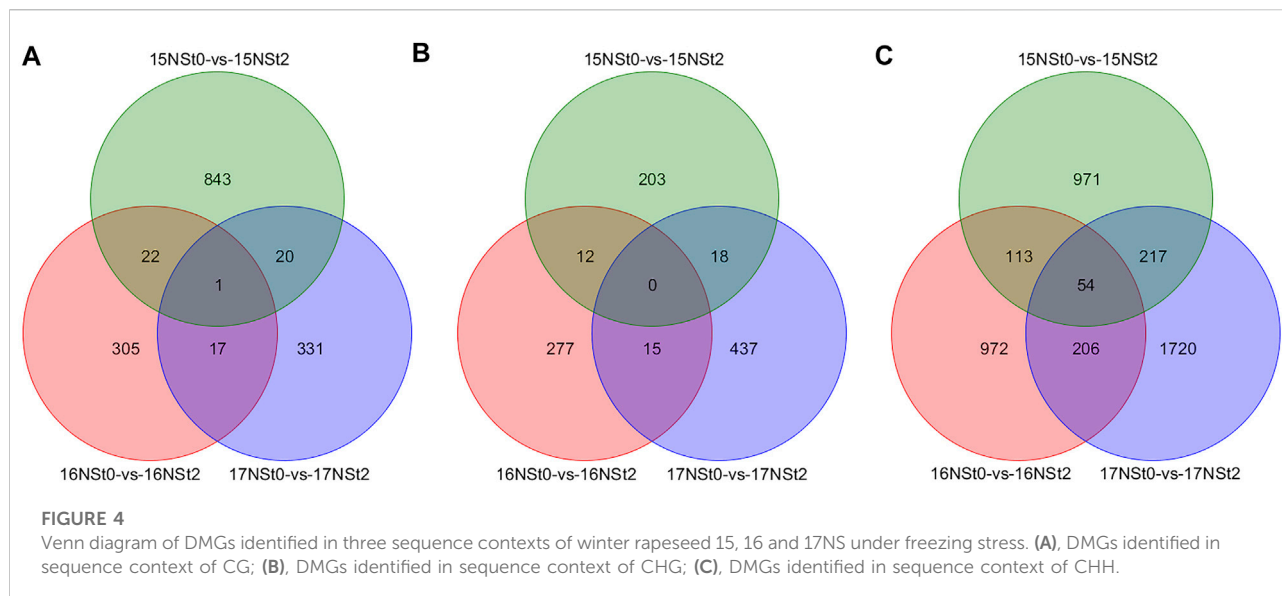 A
B
C
15NSt0-vs-15NSt2
15NSt0-vs-15NSt2
15NSt0-vs-15NSt2
843
203
971
22
20
12
18
113
217
1
0
54
305
17
331
277
15
437
972
206
1720
16NSt0-vs-16NSt2
17NSt0-vs-17NSt2
16NSt0-vs-16NSt2
17NSt0-vs-17NSt2
16NSt0-vs-16NSt2
17NSt0-vs-17NSt2
FIGURE 4
Venn diagram of DMGs identified in three sequence contexts of winter rapeseed 15, 16 and 17NS under freezing stress. (A), DMGs identified in
sequence context of CG; (B), DMGs identified in sequence context of CHG; (C), DMGs identified in sequence context of CHH.